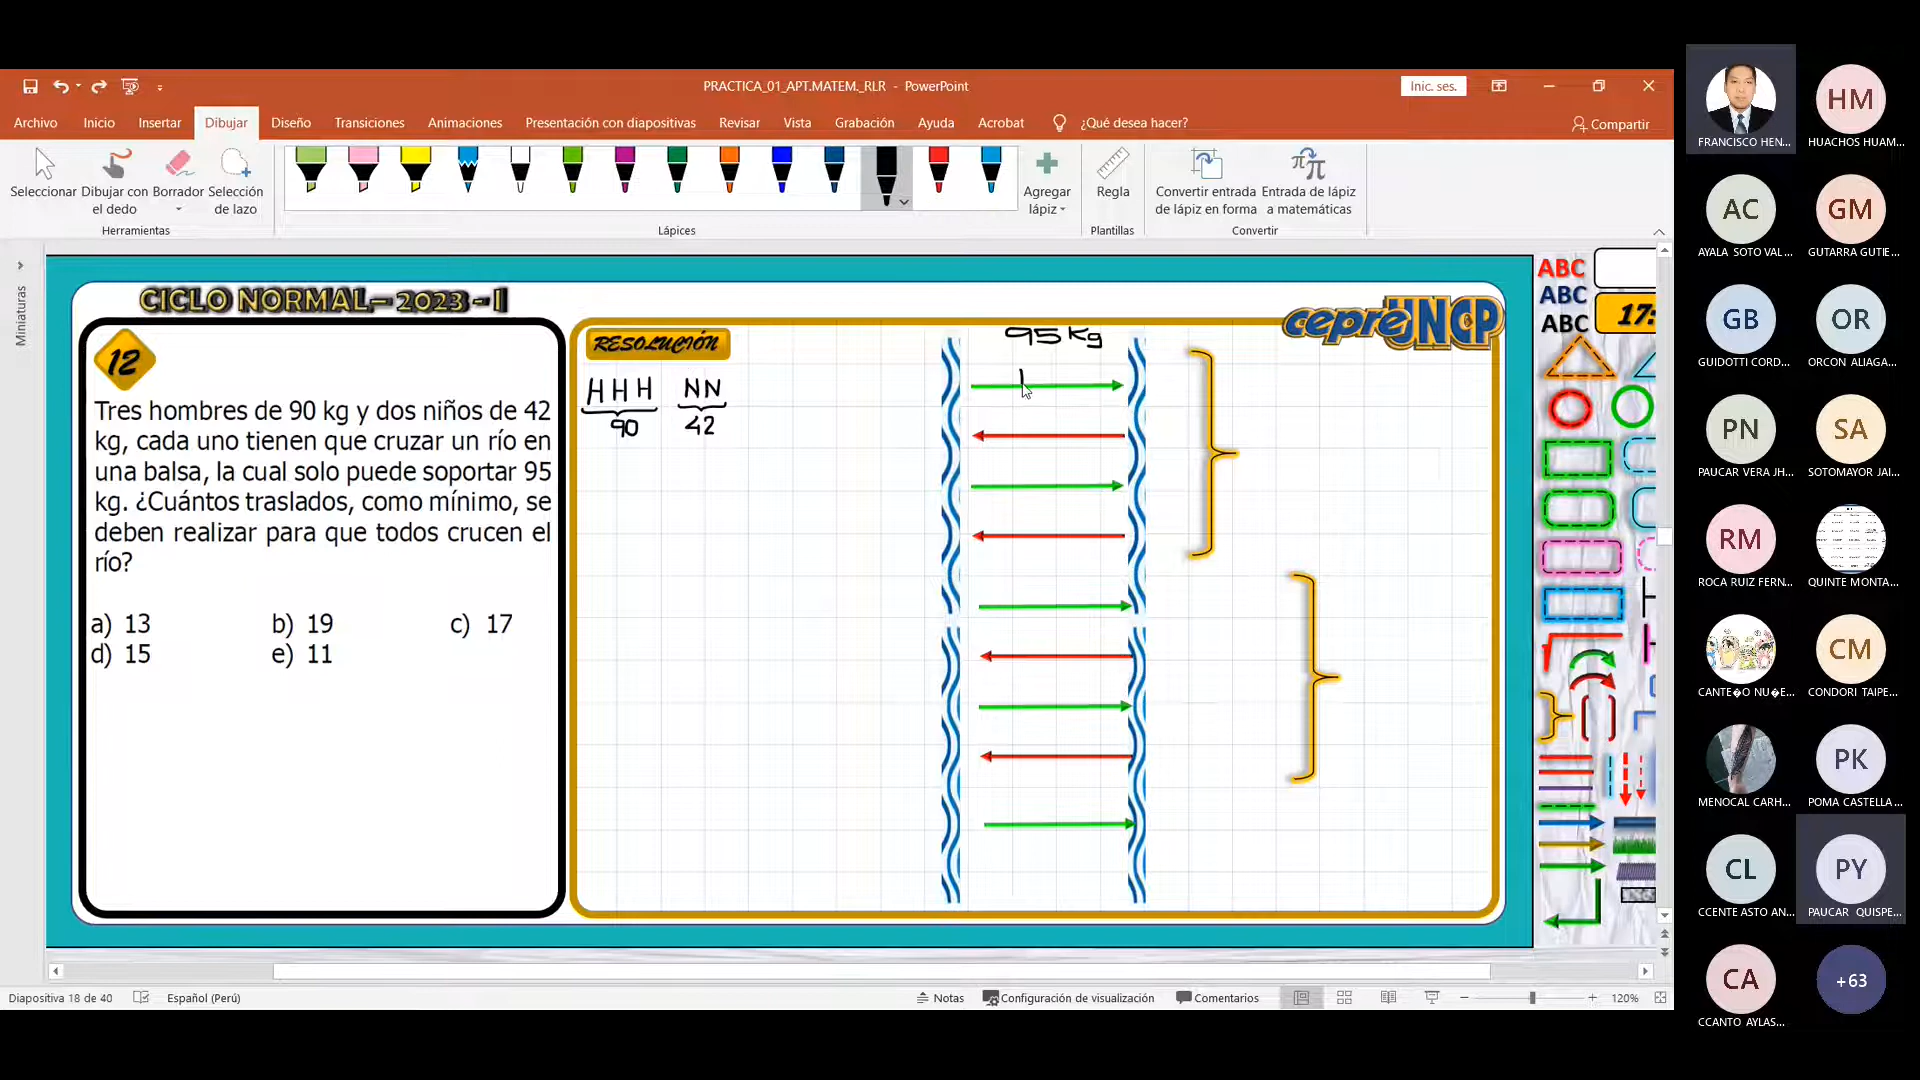 PRACTICA_01_APT.MATEM._RLR - PowerPoint
Inic. ses.
Archivo
Inicio
Insertar
Dibujar
Diseño
Transiciones
Animaciones
Presentación con diapositivas
Revisar
Vista
Grabación
Ayuda
Acrobat
¿Qué desea hacer?
Compartir
Seleccionar
Dibujar con
el dedo
Borrador
Selección
de lazo
Herramientas
Lápices
Agregar
lápiz
Regla
Plantillas
Convertir entrada
de lápiz en forma
Entrada de lápiz
a matemáticas
Convertir
Miniaturas
CICLO NORMAL - 2023 - I
cepreUNCP
12
Tres hombres de 90 kg y dos niños de 42
kg, cada uno tienen que cruzar un río en
una balsa, la cual solo puede soportar 95
kg. ¿Cuántos traslados, como mínimo, se
deben realizar para que todos crucen el
río?
a) 13
b) 19
c) 17
d) 15
e) 11
RESOLUCIÓN
H H H
N N
90
42
95 Kg
ABC
ABC
ABC
17:
Diapositiva 18 de 40
Español (Perú)
Notas
Configuración de visualización
Comentarios
120%
FRANCISCO HEN...
HM
HUACHOS HUAM...
AC
AYALA SOTO VAL...
GM
GUTARRA GUTIE...
GB
GUIDOTTI CORD...
OR
ORCON ALIAGA...
PN
PAUCAR VERA JH...
SA
SOTOMAYOR JAI...
RM
ROCA RUIZ FERN...
QUINTE MONTA...
CANTE�O NU�E...
CM
CONDORI TAIPE...
MENOCAL CARH...
PK
POMA CASTELLA...
CL
CCENTE ASTO AN...
PY
PAUCAR QUISPE...
CA
CCANTO AYLAS...
+63